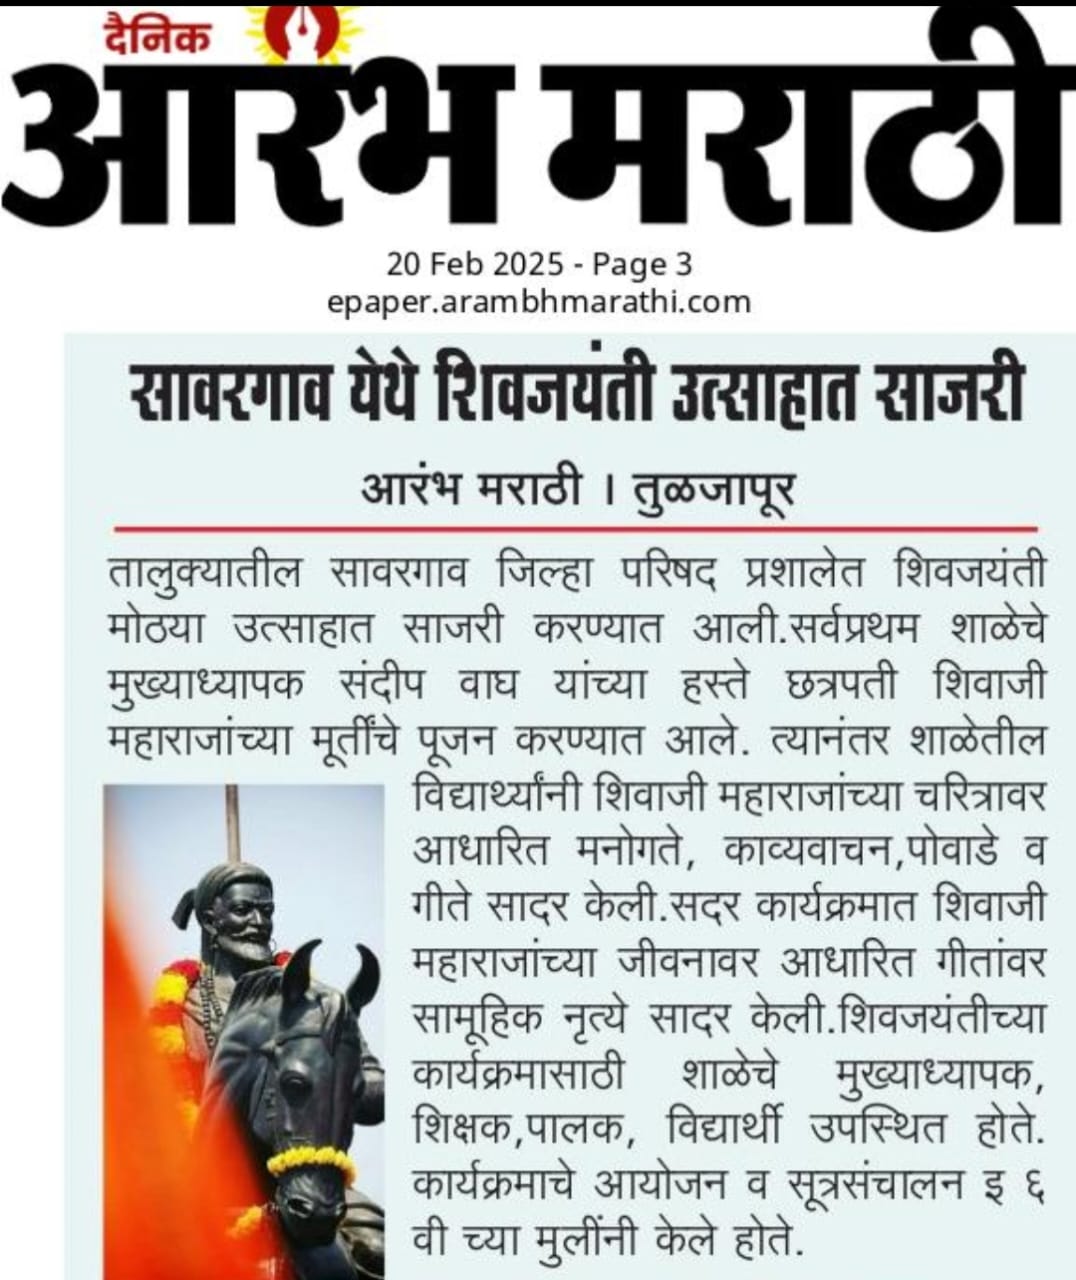 दैनिक
आरंभ मराठी
20 Feb 2025 - Page 3
epaper.arambhmarathi.com
सावरगाव येथे शिवजयंती उत्साहात साजरी
आरंभ मराठी । तुळजापूर
तालुक्यातील सावरगाव जिल्हा परिषद प्रशालेत शिवजयंती
मोठया उत्साहात साजरी करण्यात आली.सर्वप्रथम शाळेचे
मुख्याध्यापक संदीप वाघ यांच्या हस्ते छत्रपती शिवाजी
महाराजांच्या मूर्तींचे पूजन करण्यात आले. त्यानंतर शाळेतील
विद्यार्थ्यांनी शिवाजी महाराजांच्या चरित्रावर
आधारित मनोगते, काव्यवाचन,पोवाडे व
गीते सादर केली.सदर कार्यक्रमात शिवाजी
महाराजांच्या जीवनावर आधारित गीतांवर
सामूहिक नृत्ये सादर केली.शिवजयंतीच्या
कार्यक्रमासाठी शाळेचे मुख्याध्यापक,
शिक्षक,पालक, विद्यार्थी उपस्थित होते.
कार्यक्रमाचे आयोजन व सूत्रसंचालन इ ६
वी च्या मुलींनी केले होते.